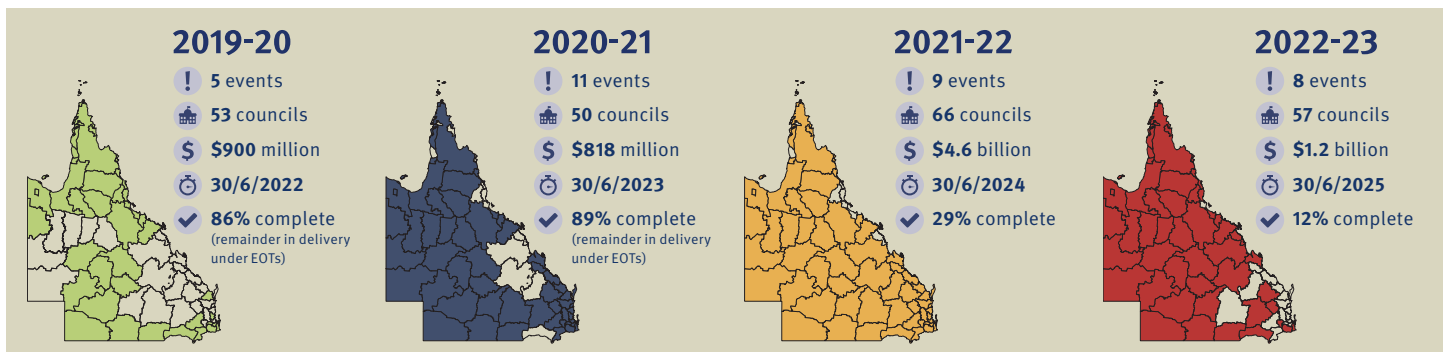 2019-20
5 events
53 councils
$ $900 million
30/6/2022
86% complete
(remainder in delivery
under EOTs)
2020-21
11 events
50 councils
$ $818 million
30/6/2023
89% complete
(remainder in delivery
under EOTs)
2021-22
9 events
66 councils
$ $4.6 billion
30/6/2024
29% complete
2022-23
8 events
57 councils
$ $1.2 billion
30/6/2025
12% complete